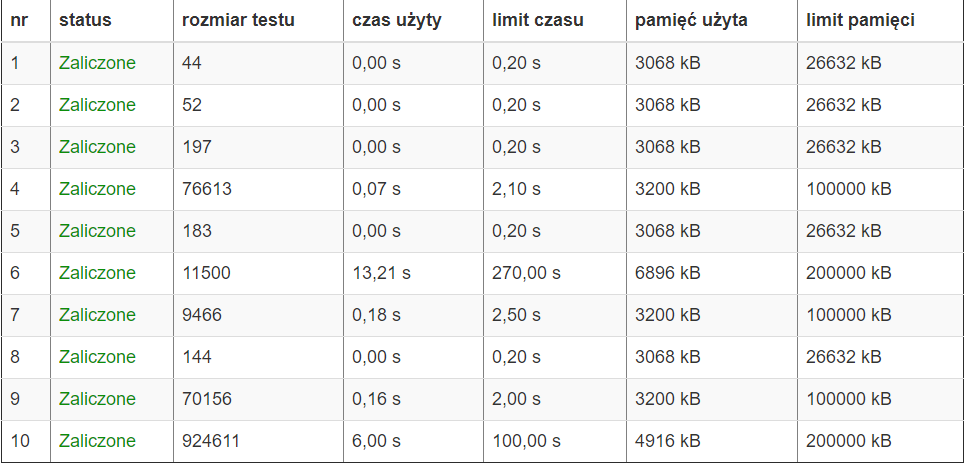 nr status rozmiar testu czas użyty limit czasu pamięć użyta limit pamięci
1 Zaliczone 44 0,00 s 0,20 s 3068 kB 26632 kB
2 Zaliczone 52 0,00 s 0,20 s 3068 kB 26632 kB
3 Zaliczone 197 0,00 s 0,20 s 3068 kB 26632 kB
4 Zaliczone 76613 0,07 s 2,10 s 3200 kB 100000 kB
5 Zaliczone 183 0,00 s 0,20 s 3068 kB 26632 kB
6 Zaliczone 11500 13,21 s 270,00 s 6896 kB 200000 kB
7 Zaliczone 9466 0,18 s 2,50 s 3200 kB 100000 kB
8 Zaliczone 144 0,00 s 0,20 s 3068 kB 26632 kB
9 Zaliczone 70156 0,16 s 2,00 s 3200 kB 100000 kB
10 Zaliczone 924611 6,00 s 100,00 s 4916 kB 200000 kB